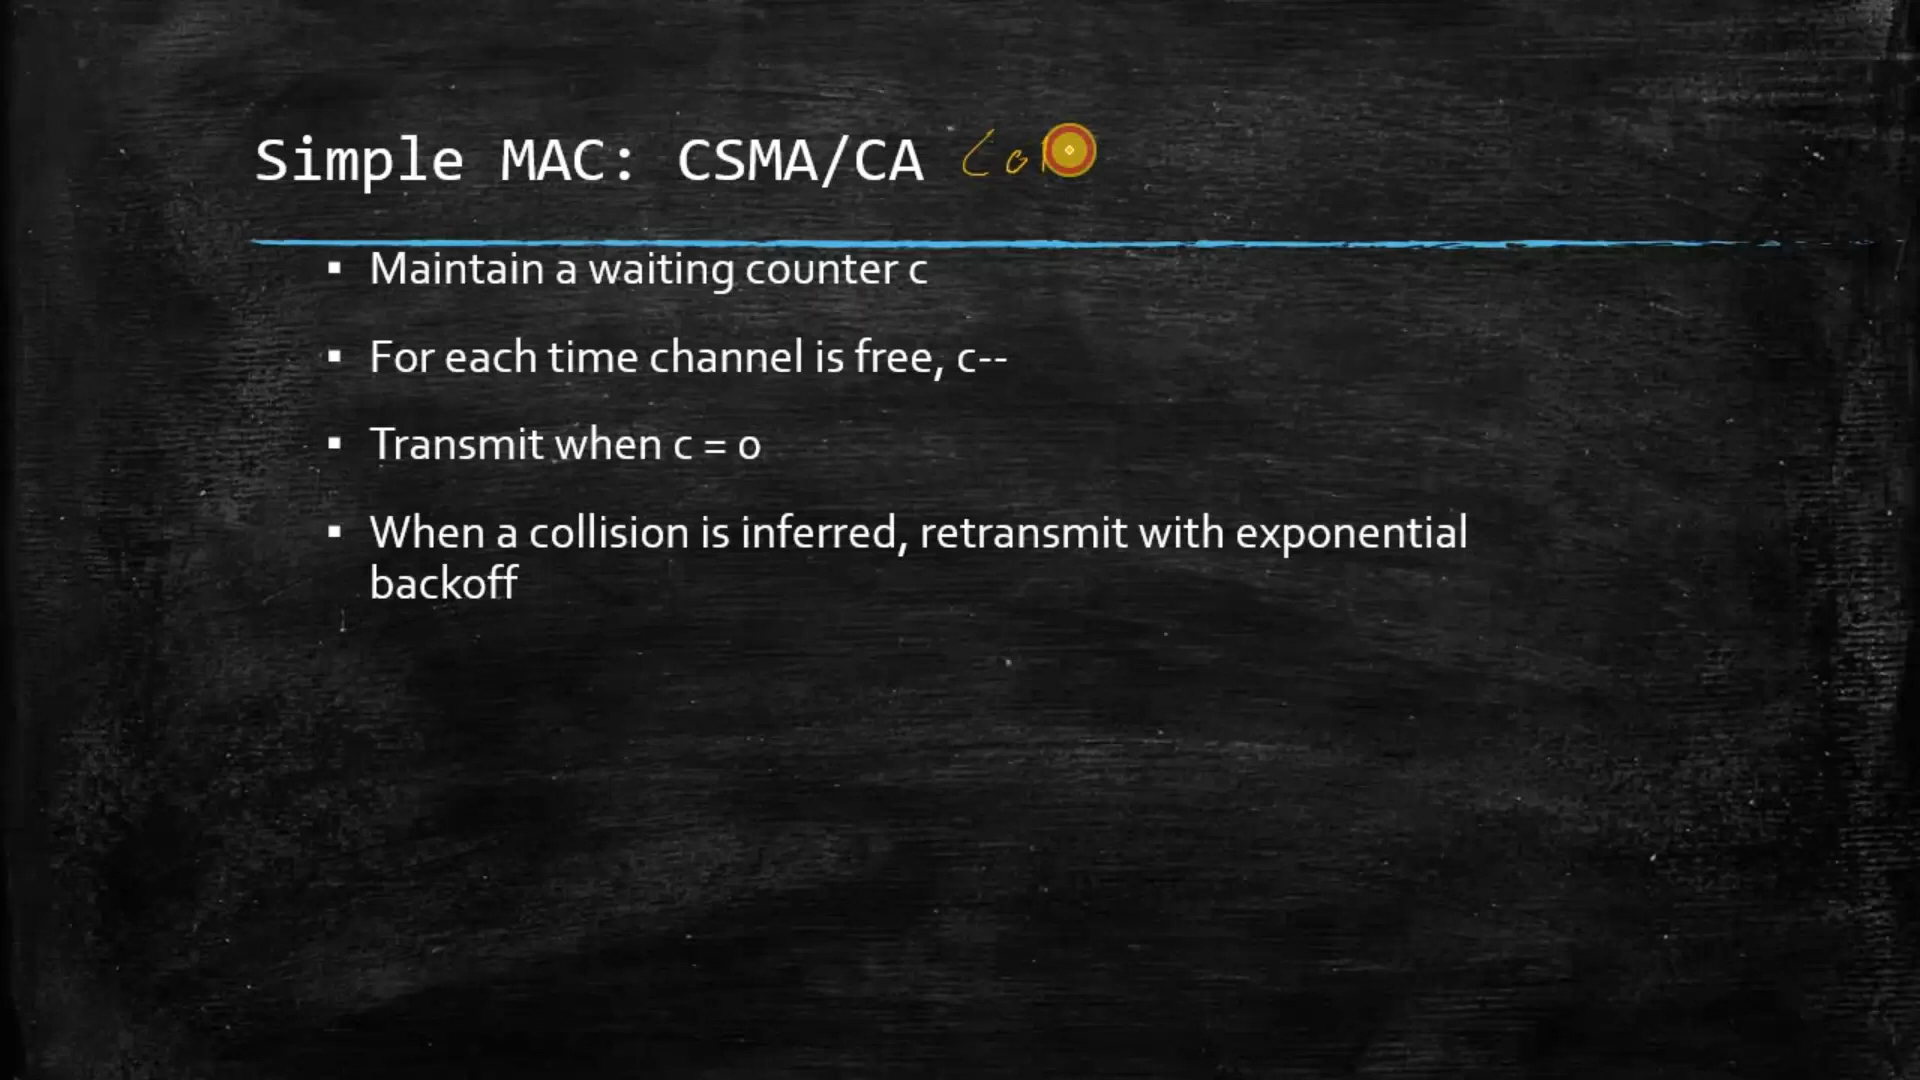 Simple MAC: CSMA/CA Col
▪ Maintain a waiting counter c
▪ For each time channel is free, c--
▪ Transmit when c = 0
▪ When a collision is inferred, retransmit with exponential
backoff